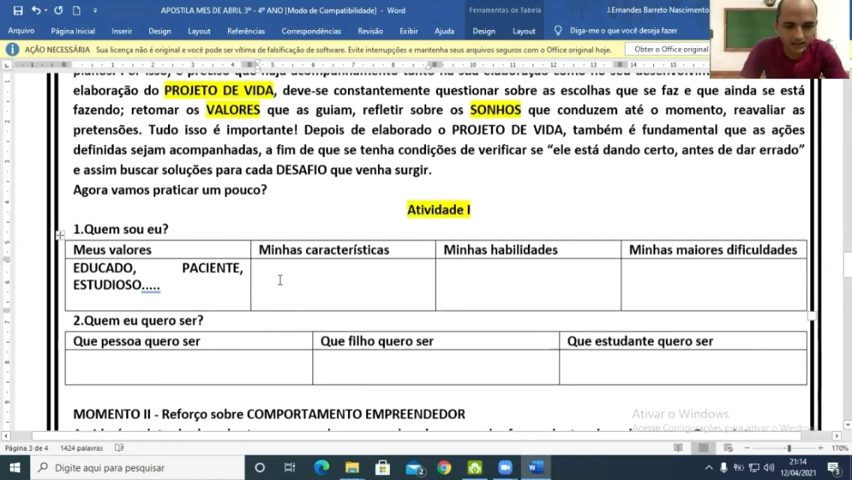 APOSTILA MES DE ABRIL 3º - 4º ANO [Modo de Compatibilidade] - Word
Ferramentas de Tabela
J.Ernandes Barreto Nascimento
Arquivo Página Inicial Inserir Design Layout Referências Correspondências Revisão Exibir Ajuda Design Layout Diga-me o que você deseja fazer
AÇÃO NECESSÁRIA Sua licença não é original e você pode ser vítima de falsificação de software. Evite interrupções e mantenha seus arquivos seguros com o Office original hoje. Obter o Office original
elaboração do PROJETO DE VIDA, deve-se constantemente questionar sobre as escolhas que se faz e que ainda se está
fazendo; retomar os VALORES que as guiam, refletir sobre os SONHOS que conduzem até o momento, reavaliar as
pretensões. Tudo isso é importante! Depois de elaborado o PROJETO DE VIDA, também é fundamental que as ações
definidas sejam acompanhadas, a fim de que se tenha condições de verificar se “ele está dando certo, antes de dar errado”
e assim buscar soluções para cada DESAFIO que venha surgir.
Agora vamos praticar um pouco?
Atividade I
1.Quem sou eu?
Meus valores Minhas características Minhas habilidades Minhas maiores dificuldades
EDUCADO, PACIENTE,
ESTUDIOSO.....
2.Quem eu quero ser?
Que pessoa quero ser Que filho quero ser Que estudante quero ser
MOMENTO II - Reforço sobre COMPORTAMENTO EMPREENDEDOR
Ativar o Windows
Acesse Configurações para ativar o Windows
Página 3 de 4 1424 palavras 170%
Digite aqui para pesquisar
21:14
12/04/2021